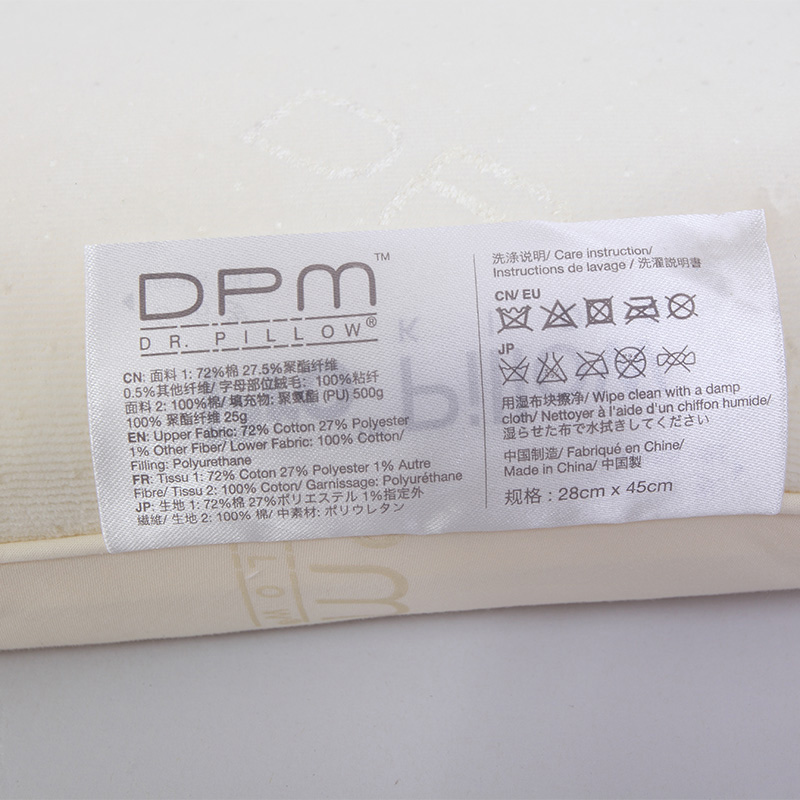 DPM™
DR. PILLOW®
CN: 面料 1: 72%棉 27.5%聚酯纤维
0.5%其他纤维/ 字母部位绒毛：100%粘纤
面料 2: 100%棉/ 填充物: 聚氨酯 (PU) 500g
100% 聚酯纤维 25g
EN: Upper Fabric: 72% Cotton 27% Polyester
1% Other Fiber/ Lower Fabric: 100% Cotton/
Filling: Polyurethane
FR: Tissu 1: 72% Coton 27% Polyester 1% Autre
Fibre/ Tissu 2: 100% Coton/ Garnissage: Polyuréthane
JP: 生地 1: 72%棉 27%ポリエステル 1%指定外
繊維/ 生地 2: 100% 棉/ 中素材: ポリウレタン
洗涤说明/ Care instruction/
Instructions de lavage / 洗濯説明書
CN/ EU
JP
用湿布块擦净/ Wipe clean with a damp
cloth/ Nettoyer à l'aide d'un chiffon humide/
湿らせた布で水拭きしてください
中国制造/ Fabriqué en Chine/
Made in China/ 中国製
规格 : 28cm x 45cm